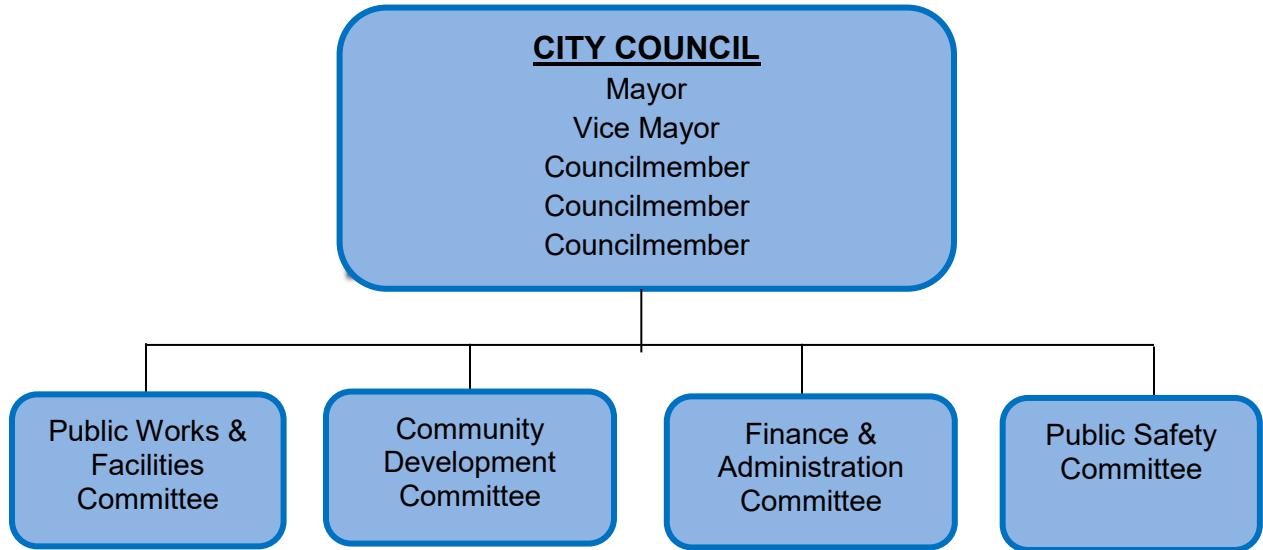 CITY COUNCIL
Mayor
Vice Mayor
Councilmember
Councilmember
Councilmember
Public Works &
Facilities
Committee
Community
Development
Committee
Finance &
Administration
Committee
Public Safety
Committee